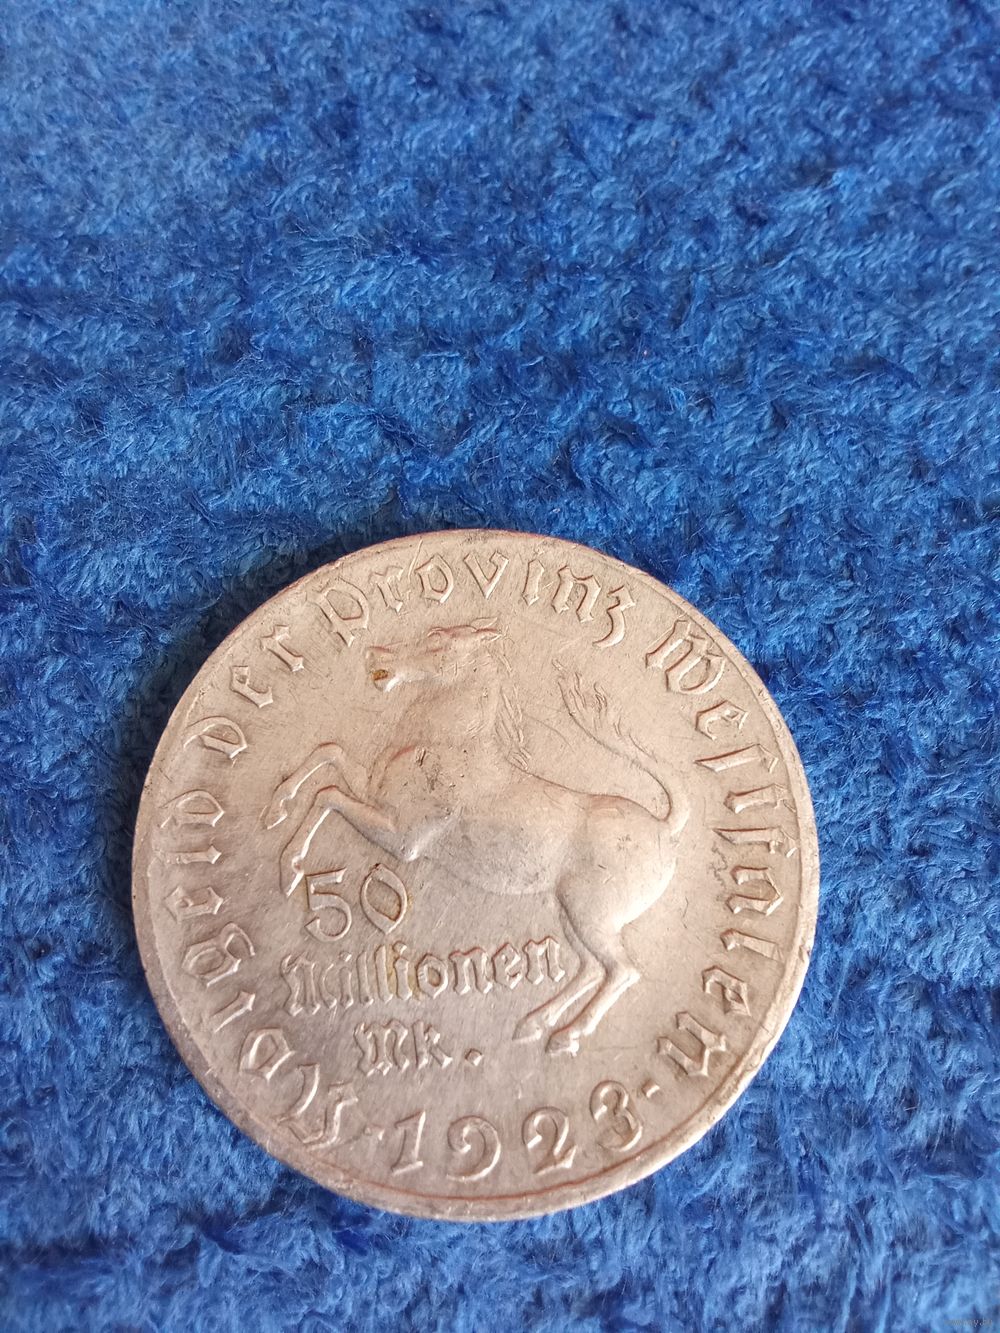 Notgeld der Provinz Westfalen
50
Millionen
Mk.
· 1923 ·